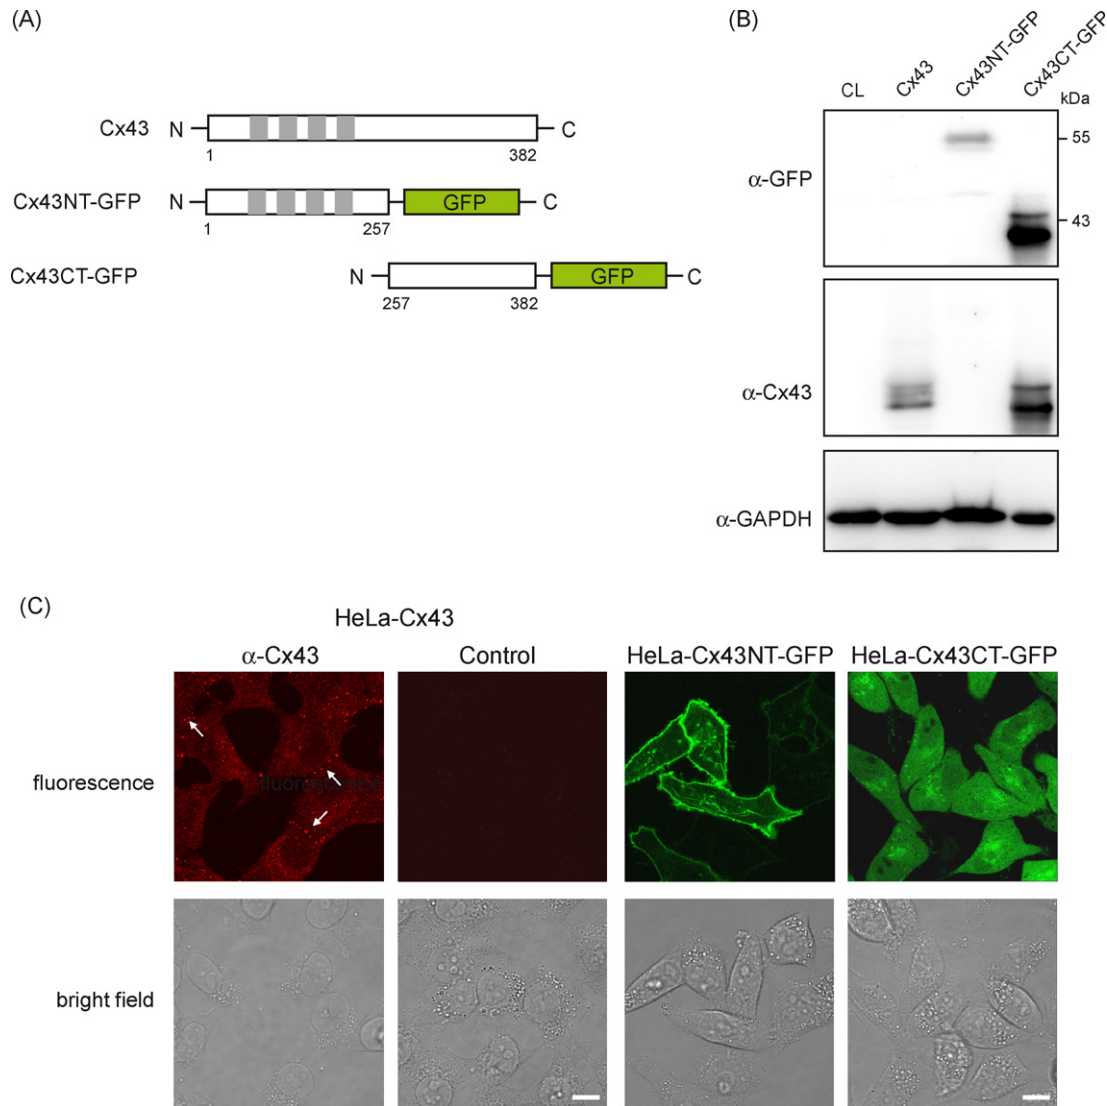 (A)
Cx43 N C
1 382
Cx43NT-GFP N GFP C
1 257
Cx43CT-GFP N GFP C
257 382
(B)
CL Cx43 Cx43NT-GFP Cx43CT-GFP
kDa
α-GFP
55
43
α-Cx43
α-GAPDH
(C)
HeLa-Cx43
α-Cx43 Control HeLa-Cx43NT-GFP HeLa-Cx43CT-GFP
fluorescence
fluorescence
bright field